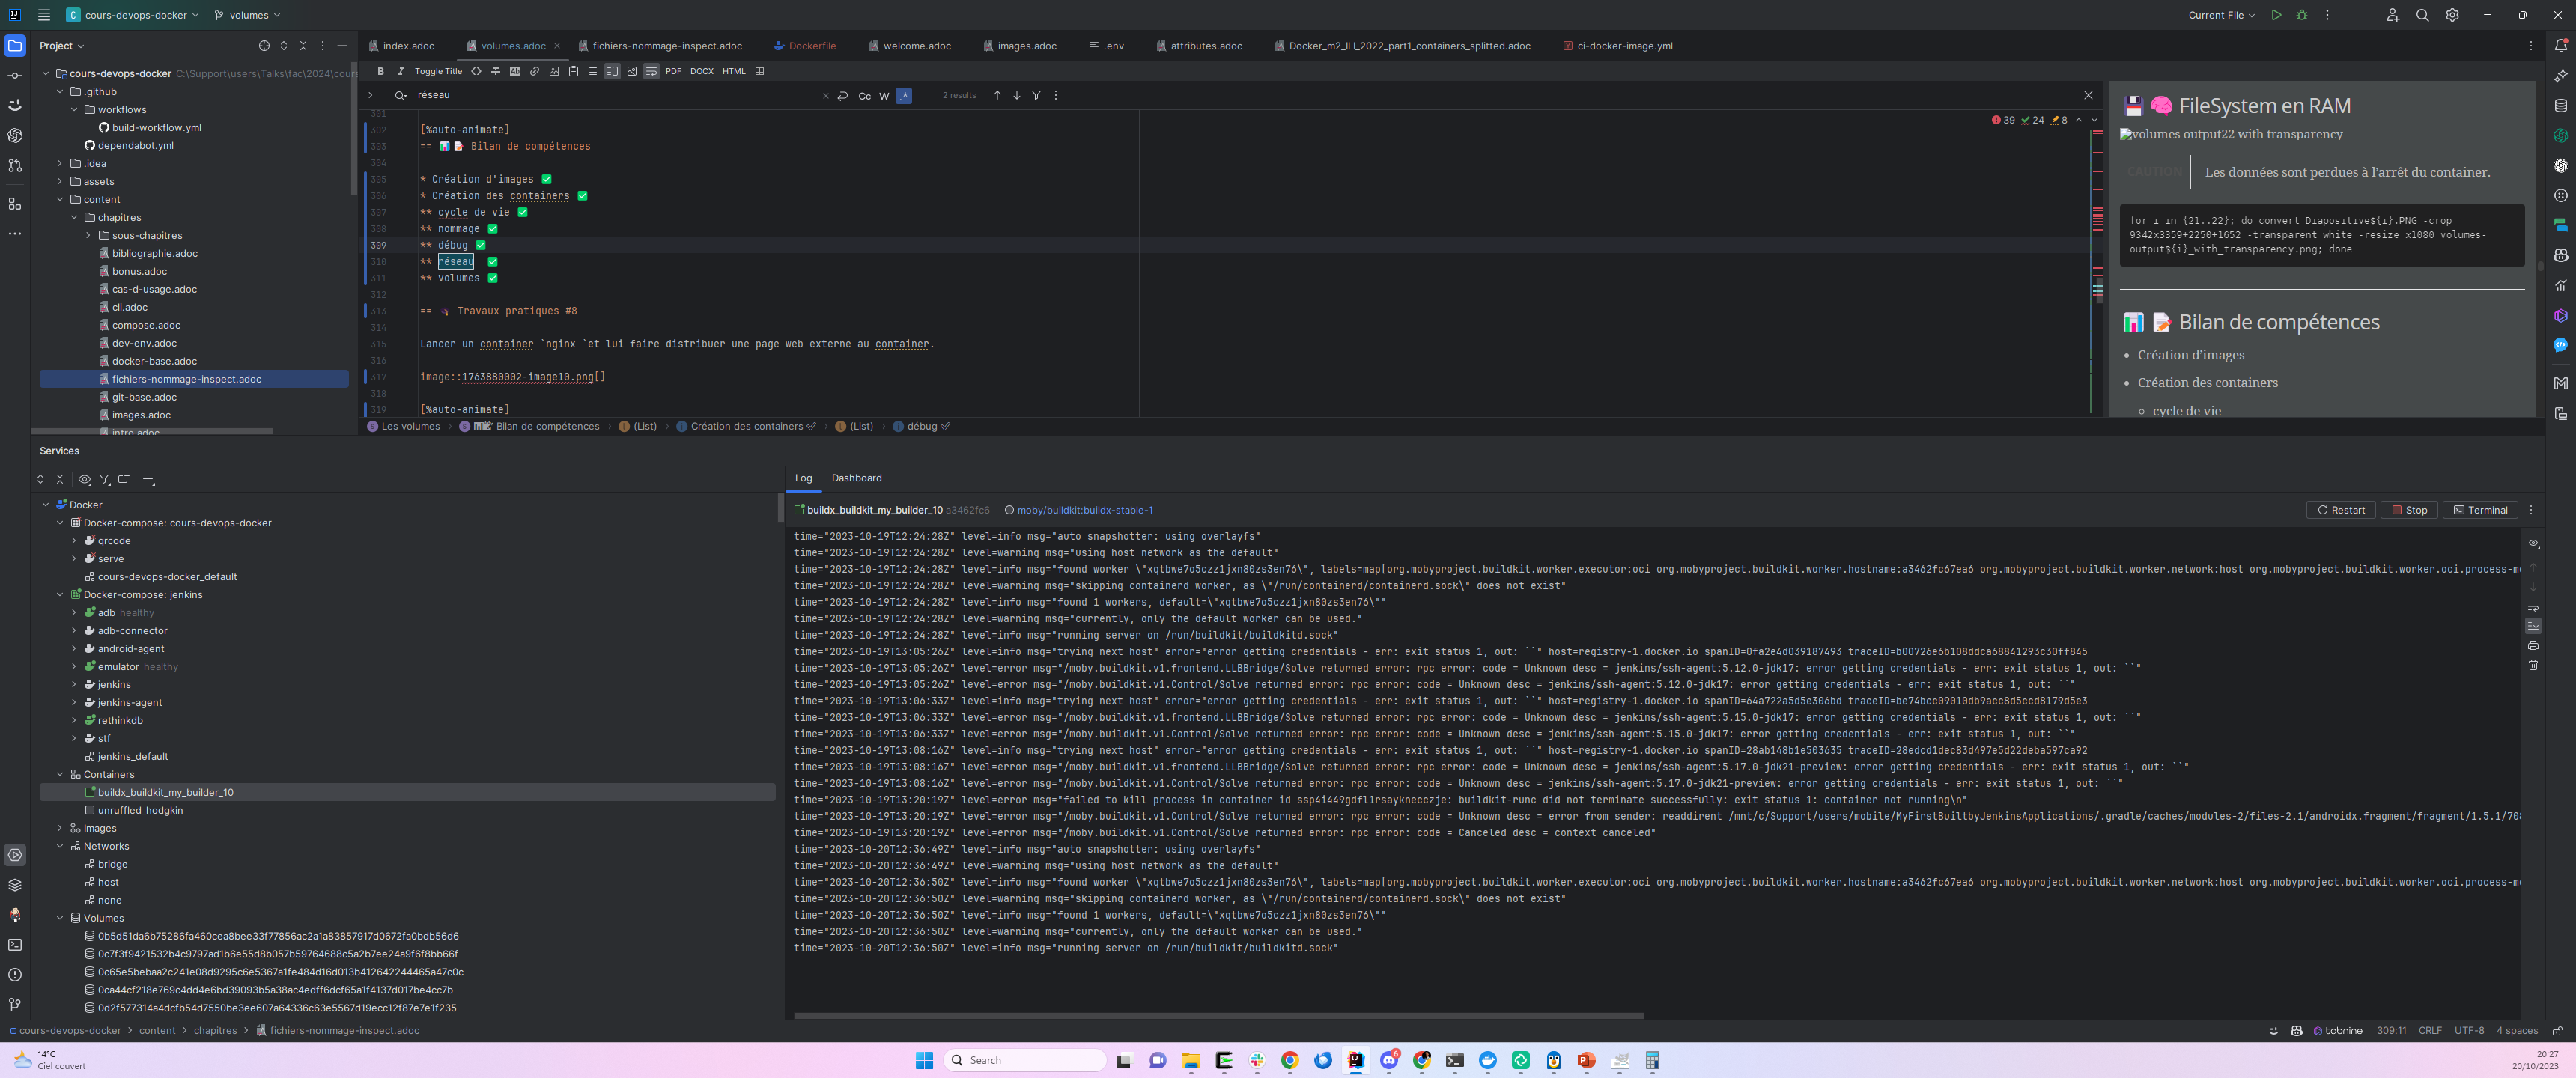 cours-devops-docker
volumes
Current File
Project
index.adoc
volumes.adoc
fichiers-nommage-inspect.adoc
Dockerfile
welcome.adoc
images.adoc
.env
attributes.adoc
Docker_m2_ILI_2022_part1_containers_splitted.adoc
ci-docker-image.yml
cours-devops-docker C:\Support\users\Talks\fac\2024\cours
.github
workflows
build-workflow.yml
dependabot.yml
.idea
assets
content
chapitres
sous-chapitres
bibliographie.adoc
bonus.adoc
cas-d-usage.adoc
cli.adoc
compose.adoc
dev-env.adoc
docker-base.adoc
fichiers-nommage-inspect.adoc
git-base.adoc
images.adoc
intro.adoc
B I Toggle Title PDF DOCX HTML
réseau
Cc W .* 2 results
39 24 8
301
302 [%auto-animate]
303 == 📊📝 Bilan de compétences
304
305 * Création d'images ✅
306 * Création des containers ✅
307 ** cycle de vie ✅
308 ** nommage ✅
309 ** débug ✅
310 ** réseau ✅
311 ** volumes ✅
312
313 == Travaux pratiques #8
314
315 Lancer un container `nginx `et lui faire distribuer une page web externe au container.
316
317 image::1763880002-image10.png[]
318
319 [%auto-animate]
Les volumes
Bilan de compétences
(List)
Création des containers ✅
(List)
débug ✅
💾 🧠 FileSystem en RAM
volumes output22 with transparency
CAUTION
Les données sont perdues à l'arrêt du container.
for i in {21..22}; do convert Diapositive${i}.PNG -crop
9342x3359+2250+1652 -transparent white -resize x1080 volumes-
output${i}_with_transparency.png; done
📊 📝 Bilan de compétences
• Création d'images
• Création des containers
◦ cycle de vie
Services
Docker
Docker-compose: cours-devops-docker
qrcode
serve
cours-devops-docker_default
Docker-compose: jenkins
adb healthy
adb-connector
android-agent
emulator healthy
jenkins
jenkins-agent
rethinkdb
stf
jenkins_default
Containers
buildx_buildkit_my_builder_10
unruffled_hodgkin
Images
Networks
bridge
host
none
Volumes
0b5d51da6b75286fa460cea8bee33f77856ac2a1a83857917d0672fa0bdb56d6
0c7f3f9421532b4c9797ad1b6e55d8b057b59764688c5a2b7ee24a9f6f8bb66f
0c65e5bebaa2c241e08d9295c6e5367a1fe484d16d013b412642244465a47c0c
0ca44cf218e769c4dd4e6bd39093b5a38ac4edff6dcf65a1f4137d017be4cc7b
0d2f577314a4dcfb54d7550be3ee607a64336c63e5567d19ecc12f87e7e1f235
Log Dashboard
buildx_buildkit_my_builder_10 a3462fc6 moby/buildkit:buildx-stable-1
Restart Stop Terminal
time="2023-10-19T12:24:28Z" level=info msg="auto snapshotter: using overlayfs"
time="2023-10-19T12:24:28Z" level=warning msg="using host network as the default"
time="2023-10-19T12:24:28Z" level=info msg="found worker \"xqtbwe7o5czz1jxn80zs3en76\", labels=map[org.mobyproject.buildkit.worker.executor:oci org.mobyproject.buildkit.worker.hostname:a3462fc67ea6 org.mobyproject.buildkit.worker.network:host org.mobyproject.buildkit.worker.oci.process-m
time="2023-10-19T12:24:28Z" level=warning msg="skipping containerd worker, as \"/run/containerd/containerd.sock\" does not exist"
time="2023-10-19T12:24:28Z" level=info msg="found 1 workers, default=\"xqtbwe7o5czz1jxn80zs3en76\""
time="2023-10-19T12:24:28Z" level=warning msg="currently, only the default worker can be used."
time="2023-10-19T12:24:28Z" level=info msg="running server on /run/buildkit/buildkitd.sock"
time="2023-10-19T13:05:26Z" level=info msg="trying next host" error="error getting credentials - err: exit status 1, out: ``" host=registry-1.docker.io spanID=0fa2e4d039187493 traceID=b00726e6b108ddca68841293c30ff845
time="2023-10-19T13:05:26Z" level=error msg="/moby.buildkit.v1.frontend.LLBBridge/Solve returned error: rpc error: code = Unknown desc = jenkins/ssh-agent:5.12.0-jdk17: error getting credentials - err: exit status 1, out: ``"
time="2023-10-19T13:05:26Z" level=error msg="/moby.buildkit.v1.Control/Solve returned error: rpc error: code = Unknown desc = jenkins/ssh-agent:5.12.0-jdk17: error getting credentials - err: exit status 1, out: ``"
time="2023-10-19T13:06:33Z" level=info msg="trying next host" error="error getting credentials - err: exit status 1, out: ``" host=registry-1.docker.io spanID=64a722a5d5e306bd traceID=be74bcc09010db9acc8d5ccd8179d5e3
time="2023-10-19T13:06:33Z" level=error msg="/moby.buildkit.v1.frontend.LLBBridge/Solve returned error: rpc error: code = Unknown desc = jenkins/ssh-agent:5.15.0-jdk17: error getting credentials - err: exit status 1, out: ``"
time="2023-10-19T13:06:33Z" level=error msg="/moby.buildkit.v1.Control/Solve returned error: rpc error: code = Unknown desc = jenkins/ssh-agent:5.15.0-jdk17: error getting credentials - err: exit status 1, out: ``"
time="2023-10-19T13:08:16Z" level=info msg="trying next host" error="error getting credentials - err: exit status 1, out: ``" host=registry-1.docker.io spanID=28ab148b1e503635 traceID=28edcd1dec83d497e5d22deba597ca92
time="2023-10-19T13:08:16Z" level=error msg="/moby.buildkit.v1.frontend.LLBBridge/Solve returned error: rpc error: code = Unknown desc = jenkins/ssh-agent:5.17.0-jdk21-preview: error getting credentials - err: exit status 1, out: ``"
time="2023-10-19T13:08:16Z" level=error msg="/moby.buildkit.v1.Control/Solve returned error: rpc error: code = Unknown desc = jenkins/ssh-agent:5.17.0-jdk21-preview: error getting credentials - err: exit status 1, out: ``"
time="2023-10-19T13:20:19Z" level=error msg="failed to kill process in container id ssp4i449gdfl1rsayknecczje: buildkit-runc did not terminate successfully: exit status 1: container not running\n"
time="2023-10-19T13:20:19Z" level=error msg="/moby.buildkit.v1.Control/Solve returned error: rpc error: code = Unknown desc = error from sender: readdirent /mnt/c/Support/users/mobile/MyFirstBuiltbyJenkinsApplications/.gradle/caches/modules-2/files-2.1/androidx.fragment/fragment/1.5.1/708
time="2023-10-19T13:20:19Z" level=error msg="/moby.buildkit.v1.Control/Solve returned error: rpc error: code = Canceled desc = context canceled"
time="2023-10-20T12:36:49Z" level=info msg="auto snapshotter: using overlayfs"
time="2023-10-20T12:36:49Z" level=warning msg="using host network as the default"
time="2023-10-20T12:36:50Z" level=info msg="found worker \"xqtbwe7o5czz1jxn80zs3en76\", labels=map[org.mobyproject.buildkit.worker.executor:oci org.mobyproject.buildkit.worker.hostname:a3462fc67ea6 org.mobyproject.buildkit.worker.network:host org.mobyproject.buildkit.worker.oci.process-m
time="2023-10-20T12:36:50Z" level=warning msg="skipping containerd worker, as \"/run/containerd/containerd.sock\" does not exist"
time="2023-10-20T12:36:50Z" level=info msg="found 1 workers, default=\"xqtbwe7o5czz1jxn80zs3en76\""
time="2023-10-20T12:36:50Z" level=warning msg="currently, only the default worker can be used."
time="2023-10-20T12:36:50Z" level=info msg="running server on /run/buildkit/buildkitd.sock"
cours-devops-docker > content > chapitres > fichiers-nommage-inspect.adoc
tabnine 309:11 CRLF UTF-8 4 spaces
14°C
Ciel couvert
Search
6
20:27
20/10/2023